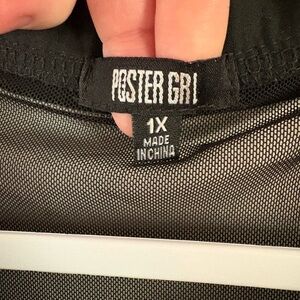 POSTER GRL
1X
MADE
IN CHINA